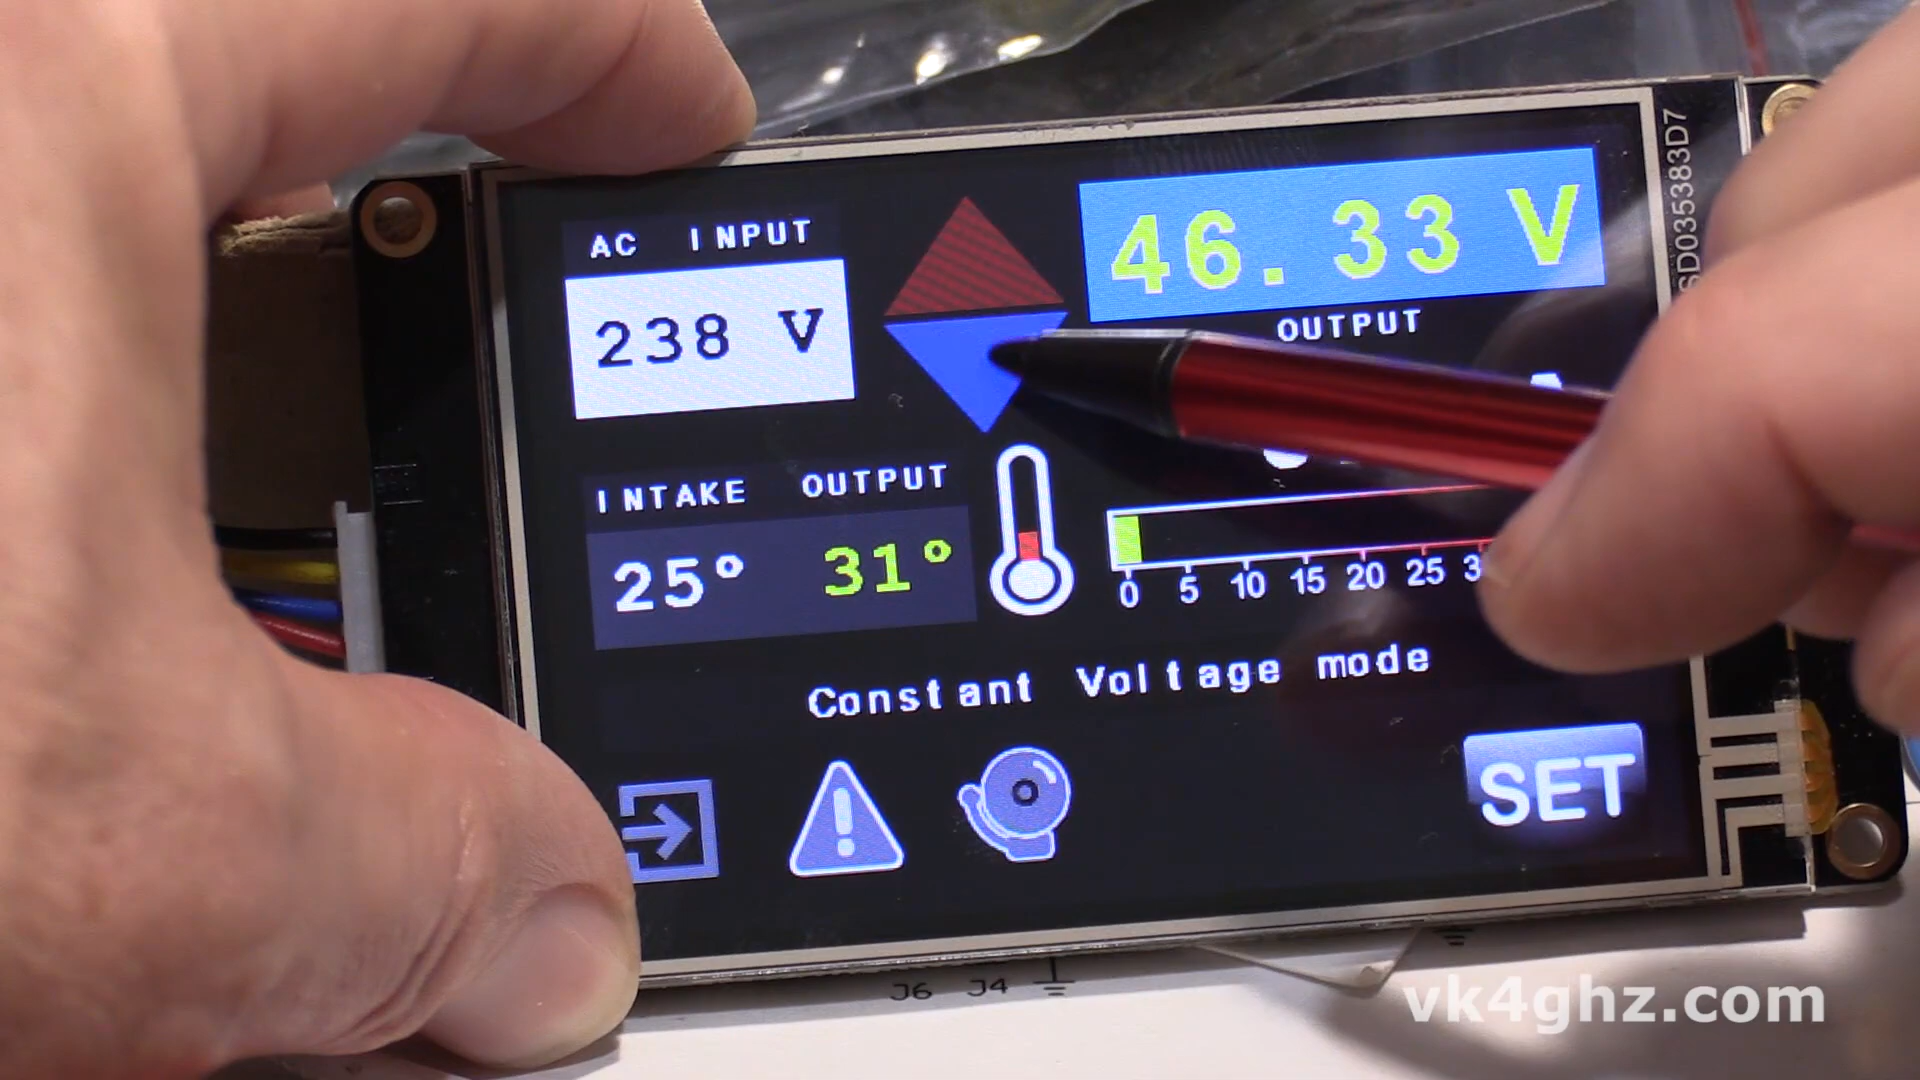 AC INPUT
238 V
46.33 V
OUTPUT
INTAKE OUTPUT
25° 31°
0 5 10 15 20 25
Constant Voltage mode
SET
SD035383D7
J6 J4
vk4ghz.com